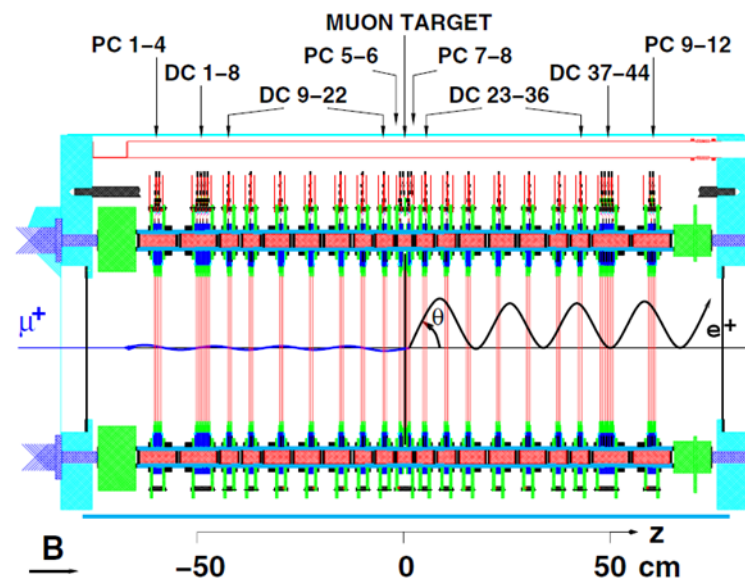 MUON TARGET
PC 1–4 PC 5–6 PC 7–8 PC 9–12
DC 1–8 DC 37–44
DC 9–22 DC 23–36
μ+ θ e+
B z
−50 0 50 cm